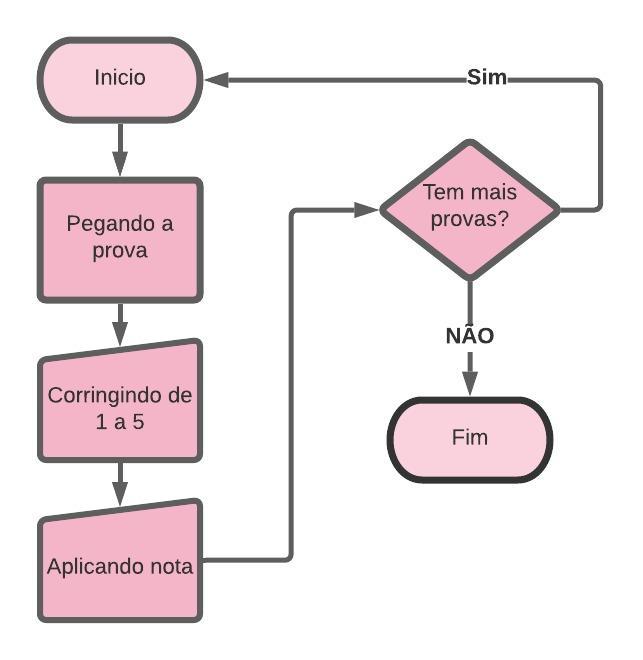 Inicio
Pegando a
prova
Corringindo de
1 a 5
Aplicando nota
Tem mais
provas?
Sim
NÃO
Fim